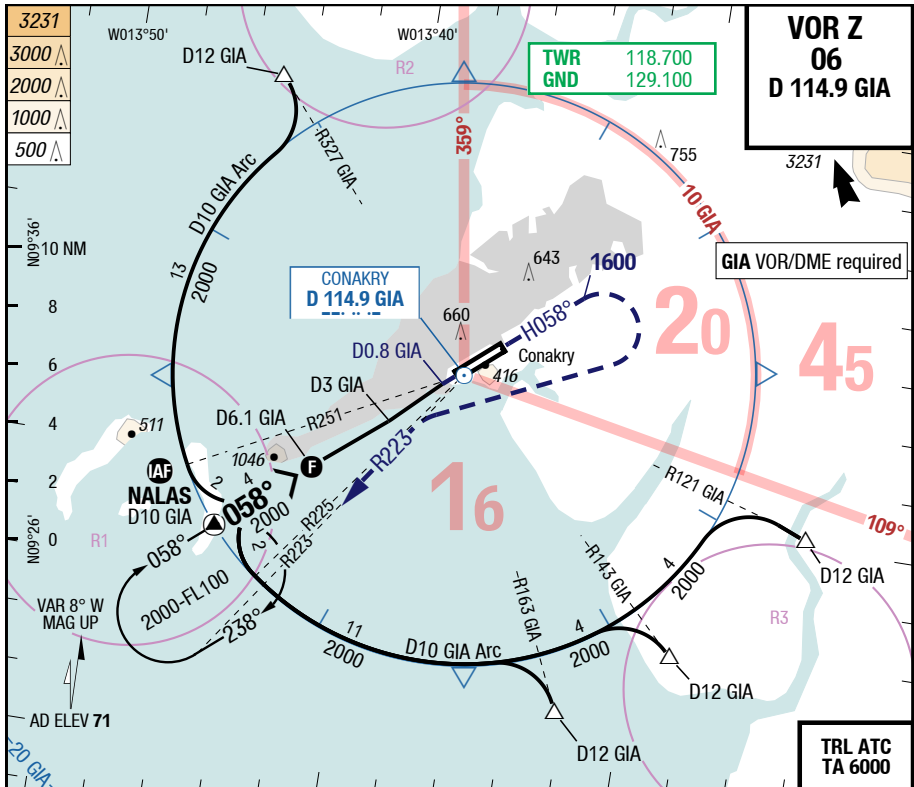 3231
3000
2000
1000
500
W013°50'
W013°40'
D12 GIA
R2
TWR 118.700
GND 129.100
VOR Z
06
D 114.9 GIA
359°
755
3231
R327 GIA
D10 GIA Arc
10 GIA
N09°36'
10 NM
13
2000
643
1600
GIA VOR/DME required
CONAKRY
D 114.9 GIA
H058°
20
45
8
660
6
D0.8 GIA
Conakry
416
D3 GIA
4
D6.1 GIA
R251
511
1046
F
R223
IAF
NALAS
D10 GIA
2
2
4
058°
2000
R225
16
R121 GIA
109°
N09°26'
0
R1
058°
2
R223
R143 GIA
4
2000
D12 GIA
2000-FL100
238°
R163 GIA
VAR 8° W
MAG UP
R3
11
2000
D10 GIA Arc
4
2000
D12 GIA
AD ELEV 71
D12 GIA
20 GIA
TRL ATC
TA 6000